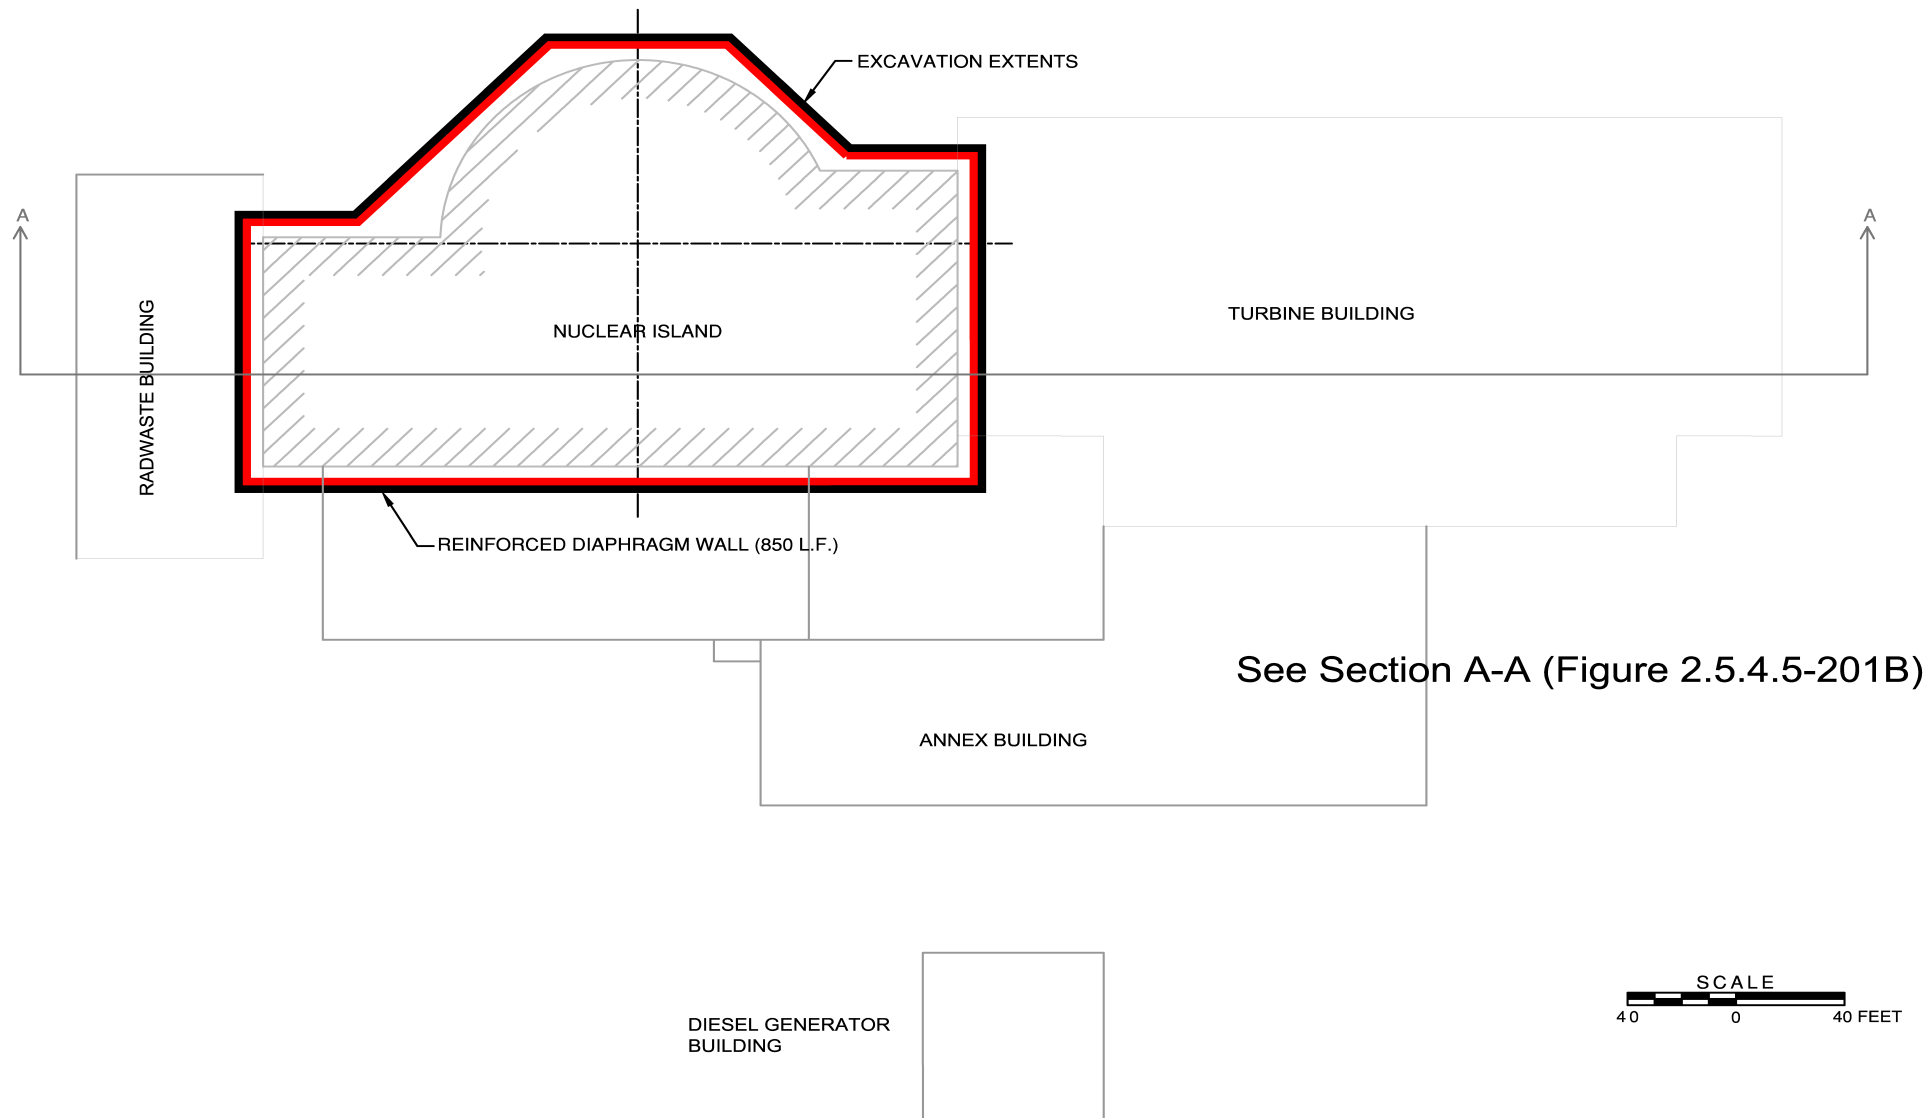 EXCAVATION EXTENTS
A
A
RADWASTE BUILDING
NUCLEAR ISLAND
TURBINE BUILDING
REINFORCED DIAPHRAGM WALL (850 L.F.)
See Section A-A (Figure 2.5.4.5-201B)
ANNEX BUILDING
SCALE
40 0 40 FEET
DIESEL GENERATOR
BUILDING